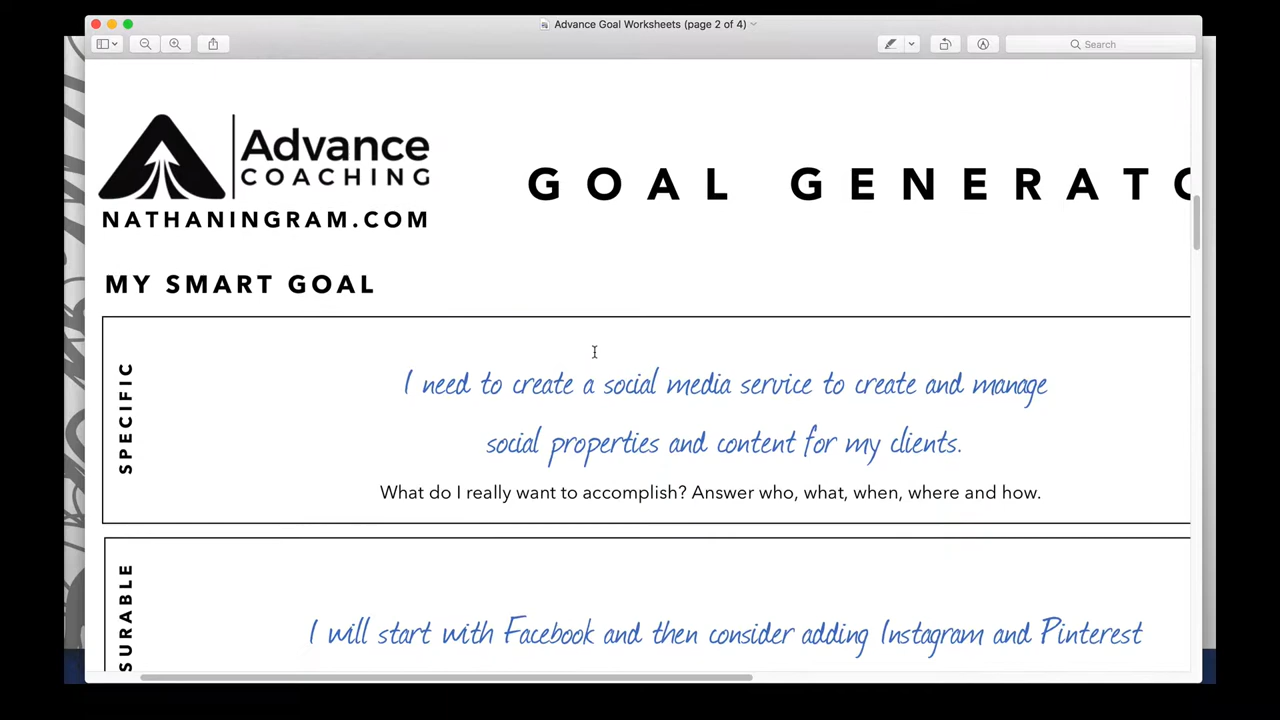 Advance Goal Worksheets (page 2 of 4)
Search
Advance
COACHING
NATHANINGRAM.COM
GOAL GENERATO
MY SMART GOAL
SPECIFIC
I need to create a social media service to create and manage
social properties and content for my clients.
What do I really want to accomplish? Answer who, what, when, where and how.
SURABLE
I will start with Facebook and then consider adding Instagram and Pinterest